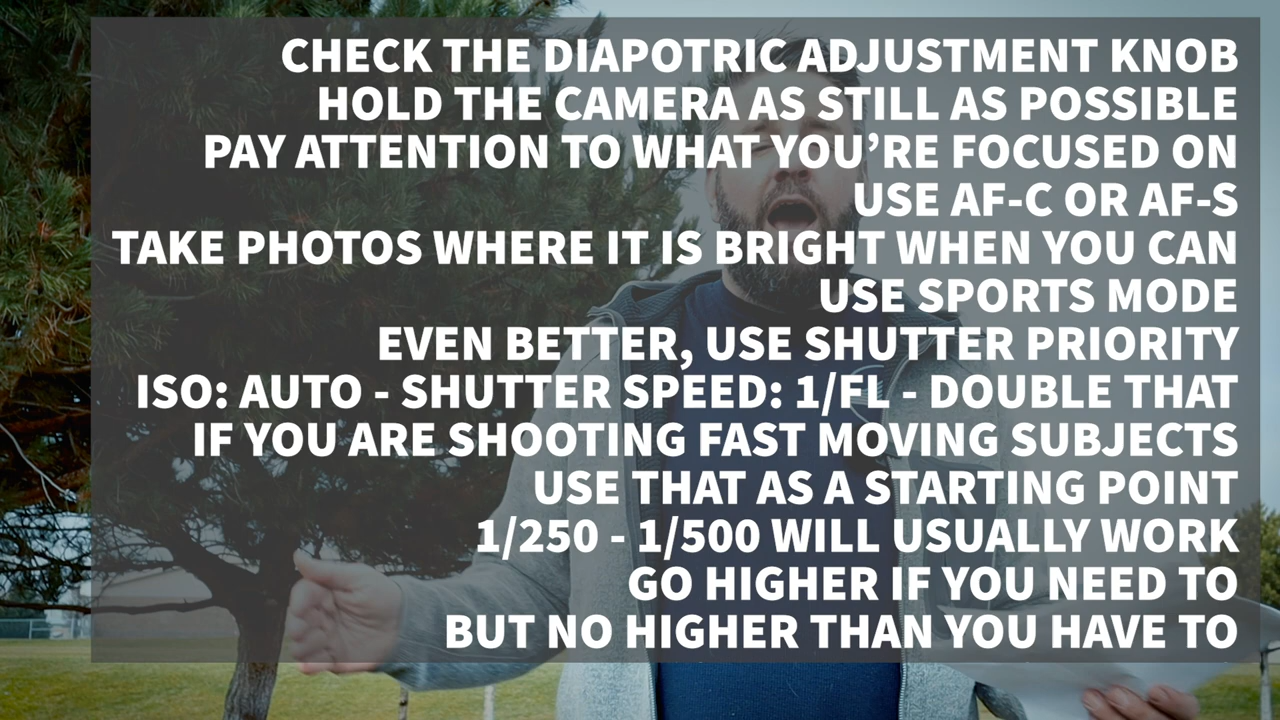 CHECK THE DIAPOTRIC ADJUSTMENT KNOB
HOLD THE CAMERA AS STILL AS POSSIBLE
PAY ATTENTION TO WHAT YOU’RE FOCUSED ON
USE AF-C OR AF-S
TAKE PHOTOS WHERE IT IS BRIGHT WHEN YOU CAN
USE SPORTS MODE
EVEN BETTER, USE SHUTTER PRIORITY
ISO: AUTO - SHUTTER SPEED: 1/FL - DOUBLE THAT
IF YOU ARE SHOOTING FAST MOVING SUBJECTS
USE THAT AS A STARTING POINT
1/250 - 1/500 WILL USUALLY WORK
GO HIGHER IF YOU NEED TO
BUT NO HIGHER THAN YOU HAVE TO